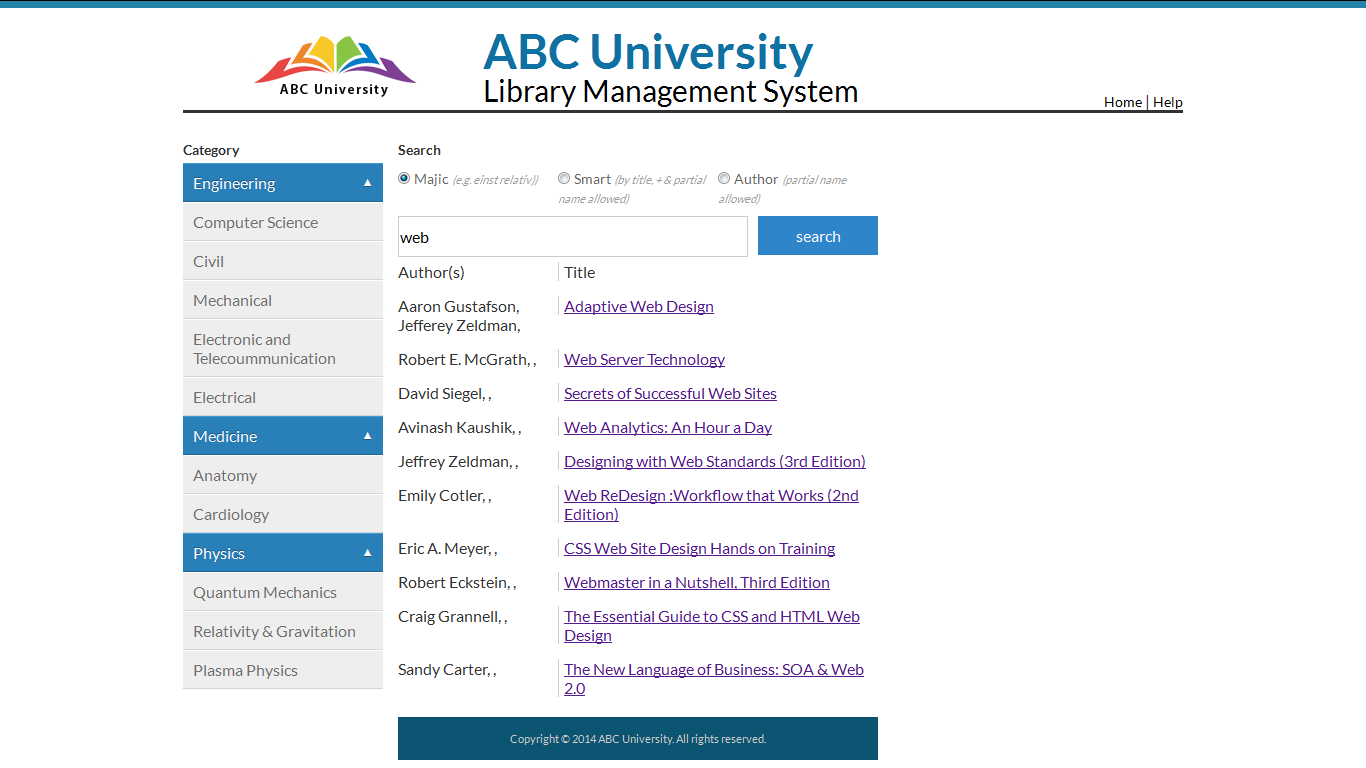 ABC University
ABC University
Library Management System
Home | Help
Category
Engineering ▲
Computer Science
Civil
Mechanical
Electronic and
Telecoummunication
Electrical
Medicine ▲
Anatomy
Cardiology
Physics ▲
Quantum Mechanics
Relativity & Gravitation
Plasma Physics
Search
Majic (e.g. einst relativ)) Smart (by title, + & partial Author (partial name
name allowed) allowed)
web search
Author(s) Title
Aaron Gustafson, Adaptive Web Design
Jefferey Zeldman,
Robert E. McGrath, , Web Server Technology
David Siegel, , Secrets of Successful Web Sites
Avinash Kaushik, , Web Analytics: An Hour a Day
Jeffrey Zeldman, , Designing with Web Standards (3rd Edition)
Emily Cotler, , Web ReDesign :Workflow that Works (2nd
Edition)
Eric A. Meyer, , CSS Web Site Design Hands on Training
Robert Eckstein, , Webmaster in a Nutshell, Third Edition
Craig Grannell, , The Essential Guide to CSS and HTML Web
Design
Sandy Carter, , The New Language of Business: SOA & Web
2.0
Copyright © 2014 ABC University. All rights reserved.